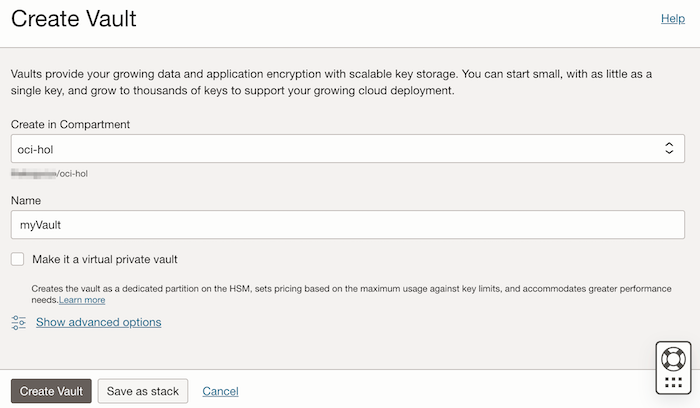 Create Vault
Help
Vaults provide your growing data and application encryption with scalable key storage. You can start small, with as little as a
single key, and grow to thousands of keys to support your growing cloud deployment.
Create in Compartment
oci-hol
/oci-hol
Name
myVault
Make it a virtual private vault
Creates the vault as a dedicated partition on the HSM, sets pricing based on the maximum usage against key limits, and accommodates greater performance
needs.Learn more
Show advanced options
Create Vault
Save as stack
Cancel